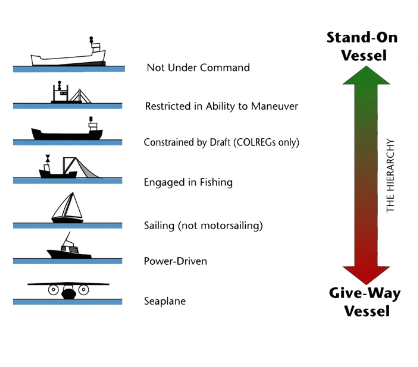 Stand-On
Vessel
Not Under Command
Restricted in Ability to Maneuver
Constrained by Draft (COLREGs only)
Engaged in Fishing
Sailing (not motorsailing)
Power-Driven
Seaplane
THE HIERARCHY
Give-Way
Vessel